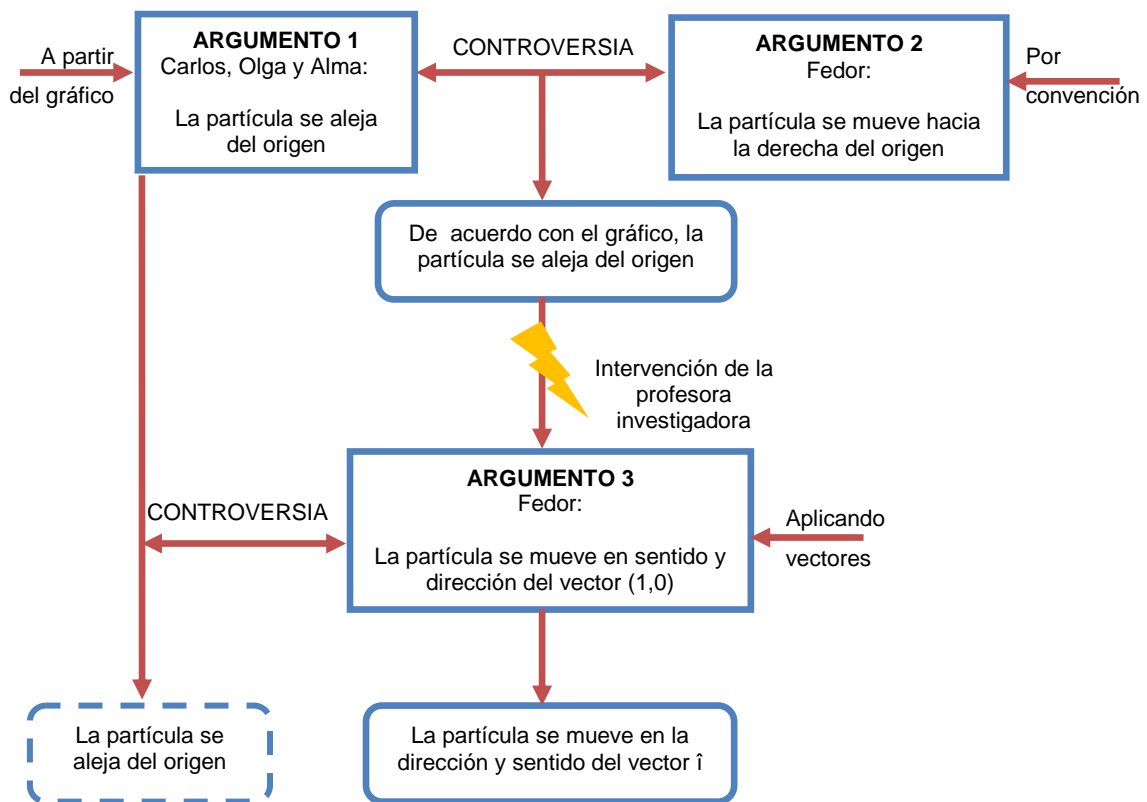 A partir
del gráfico
ARGUMENTO 1
Carlos, Olga y Alma:
La partícula se aleja
del origen
CONTROVERSIA
ARGUMENTO 2
Fedor:
La partícula se mueve hacia
la derecha del origen
Por
convención
De acuerdo con el gráfico, la
partícula se aleja del origen
Intervención de la
profesora
investigadora
ARGUMENTO 3
Fedor:
La partícula se mueve en sentido y
dirección del vector (1,0)
CONTROVERSIA
Aplicando
vectores
La partícula se
aleja del origen
La partícula se mueve en la
dirección y sentido del vector î